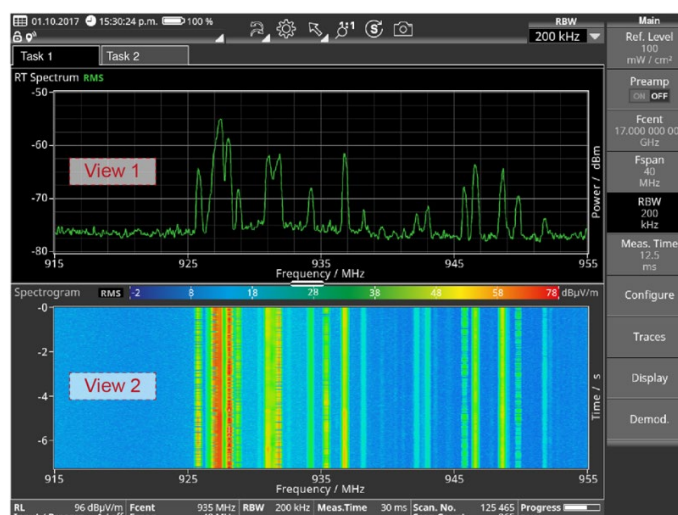 01.10.2017 15:30:24 p.m. 100 %
RBW
200 kHz
Main
Task 1 Task 2
RT Spectrum RMS
-50
-60
-70
-80
View 1
Power / dBm
915 925 935 945 955
Frequency / MHz
Spectrogram RMS -2 8 18 28 38 48 58 78 dBµV/m
-0
-2
-4
-6
View 2
Time / s
915 925 935 945 955
Frequency / MHz
RL 96 dBµV/m Fcent 935 MHz RBW 200 kHz Meas.Time 30 ms Scan. No. 125 465 Progress
Ref. Level
100
mW / cm²
Preamp
ON OFF
Fcent
17.000 000 00
GHz
Fspan
40
MHz
RBW
200
kHz
Meas. Time
12.5
ms
Configure
Traces
Display
Demod.